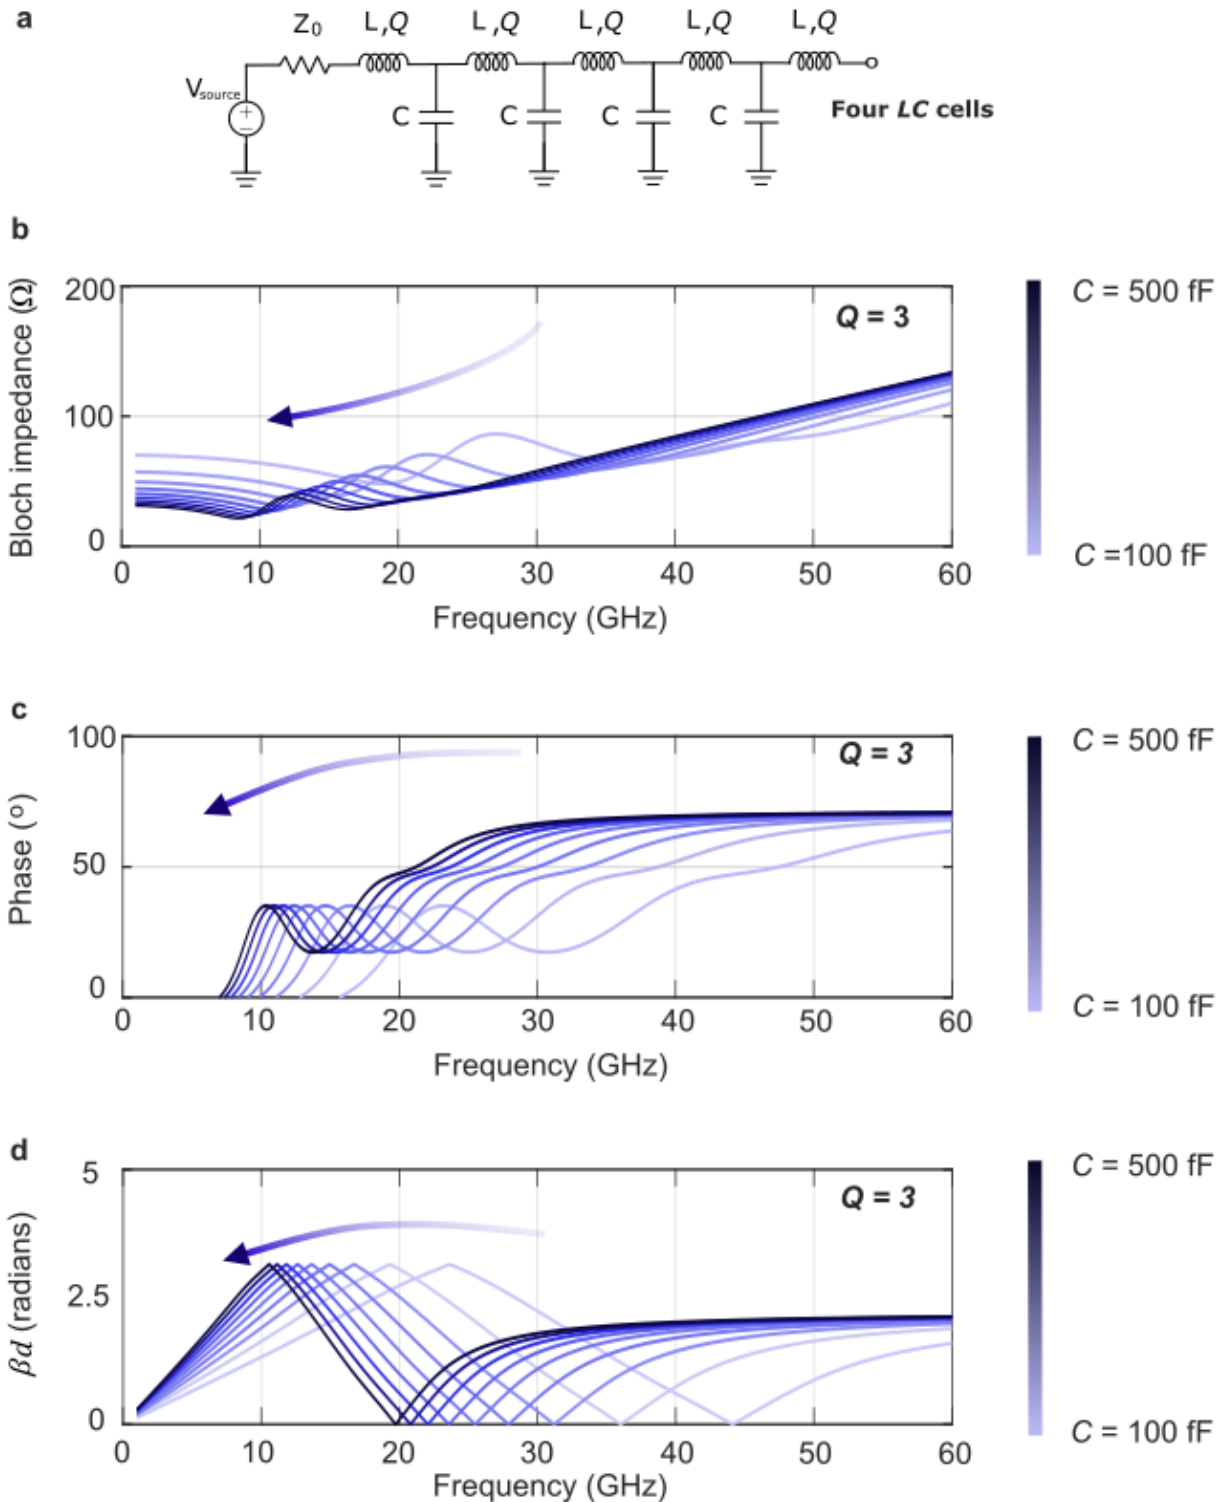 a
Z0 L,Q L,Q L,Q L,Q L,Q
Vsource
+
−
C C C C
Four LC cells
b
200
100
0
Bloch impedance (Ω)
Q = 3
0 10 20 30 40 50 60
Frequency (GHz)
C = 500 fF
C =100 fF
c
100
50
0
Phase (º)
Q = 3
0 10 20 30 40 50 60
Frequency (GHz)
C = 500 fF
C = 100 fF
d
5
2.5
0
βd (radians)
Q = 3
0 10 20 30 40 50 60
Frequency (GHz)
C = 500 fF
C = 100 fF